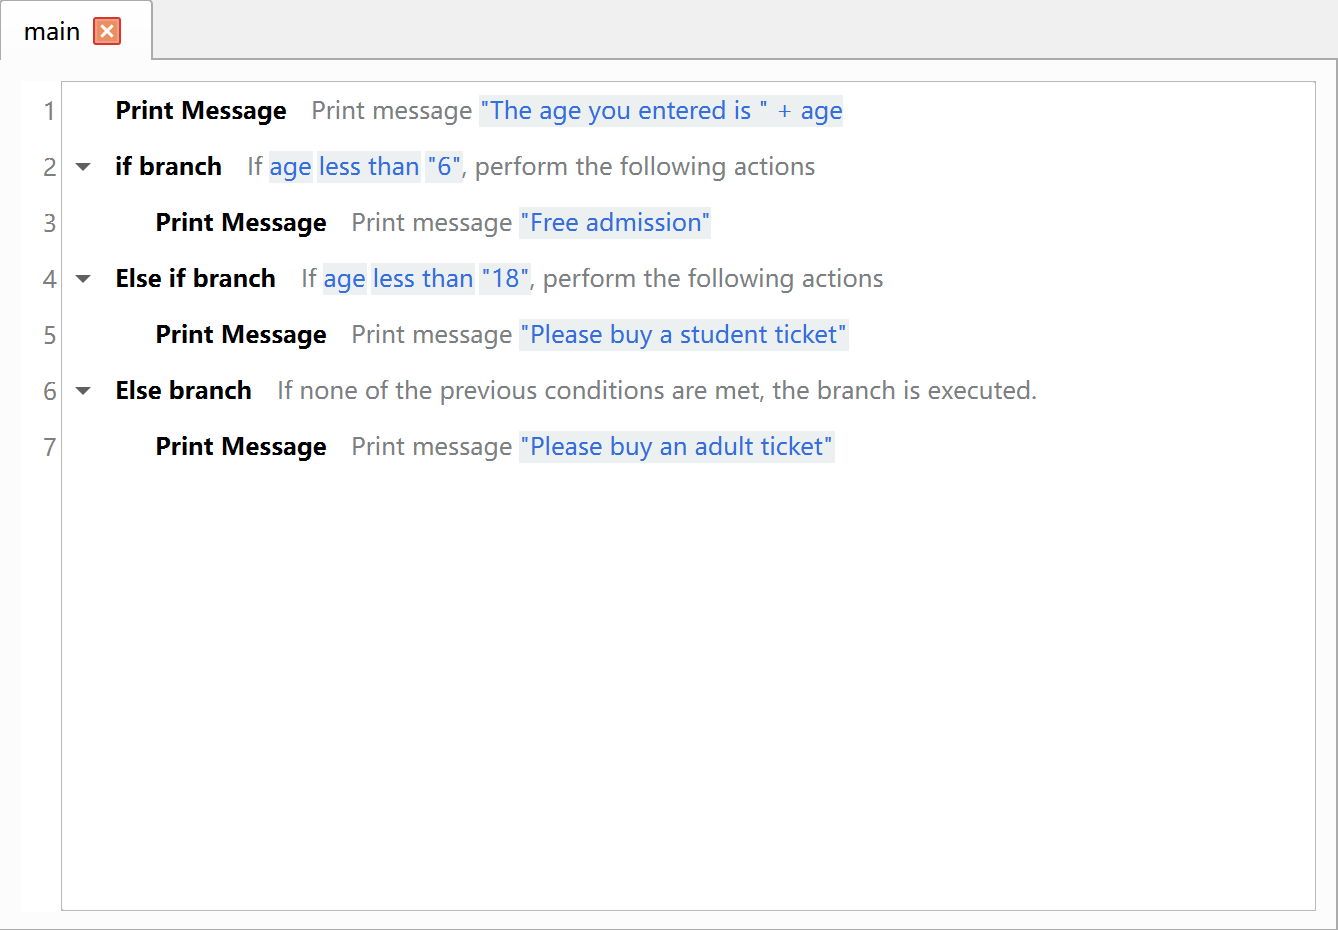 main
1 Print Message Print message "The age you entered is " + age
2 if branch If age less than "6", perform the following actions
3 Print Message Print message "Free admission"
4 Else if branch If age less than "18", perform the following actions
5 Print Message Print message "Please buy a student ticket"
6 Else branch If none of the previous conditions are met, the branch is executed.
7 Print Message Print message "Please buy an adult ticket"